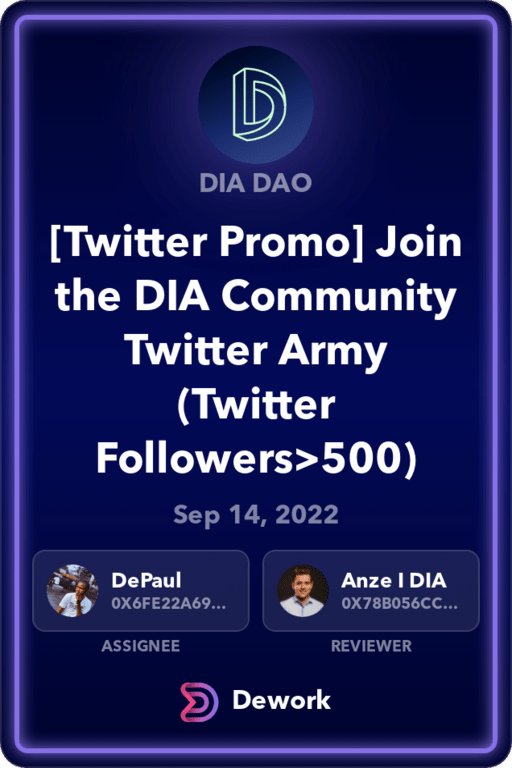 DIA DAO
[Twitter Promo] Join
the DIA Community
Twitter Army
(Twitter
Followers>500)
Sep 14, 2022
DePaul
0X6FE22A69...
Anze I DIA
0X78B056CC...
ASSIGNEE
REVIEWER
Dework